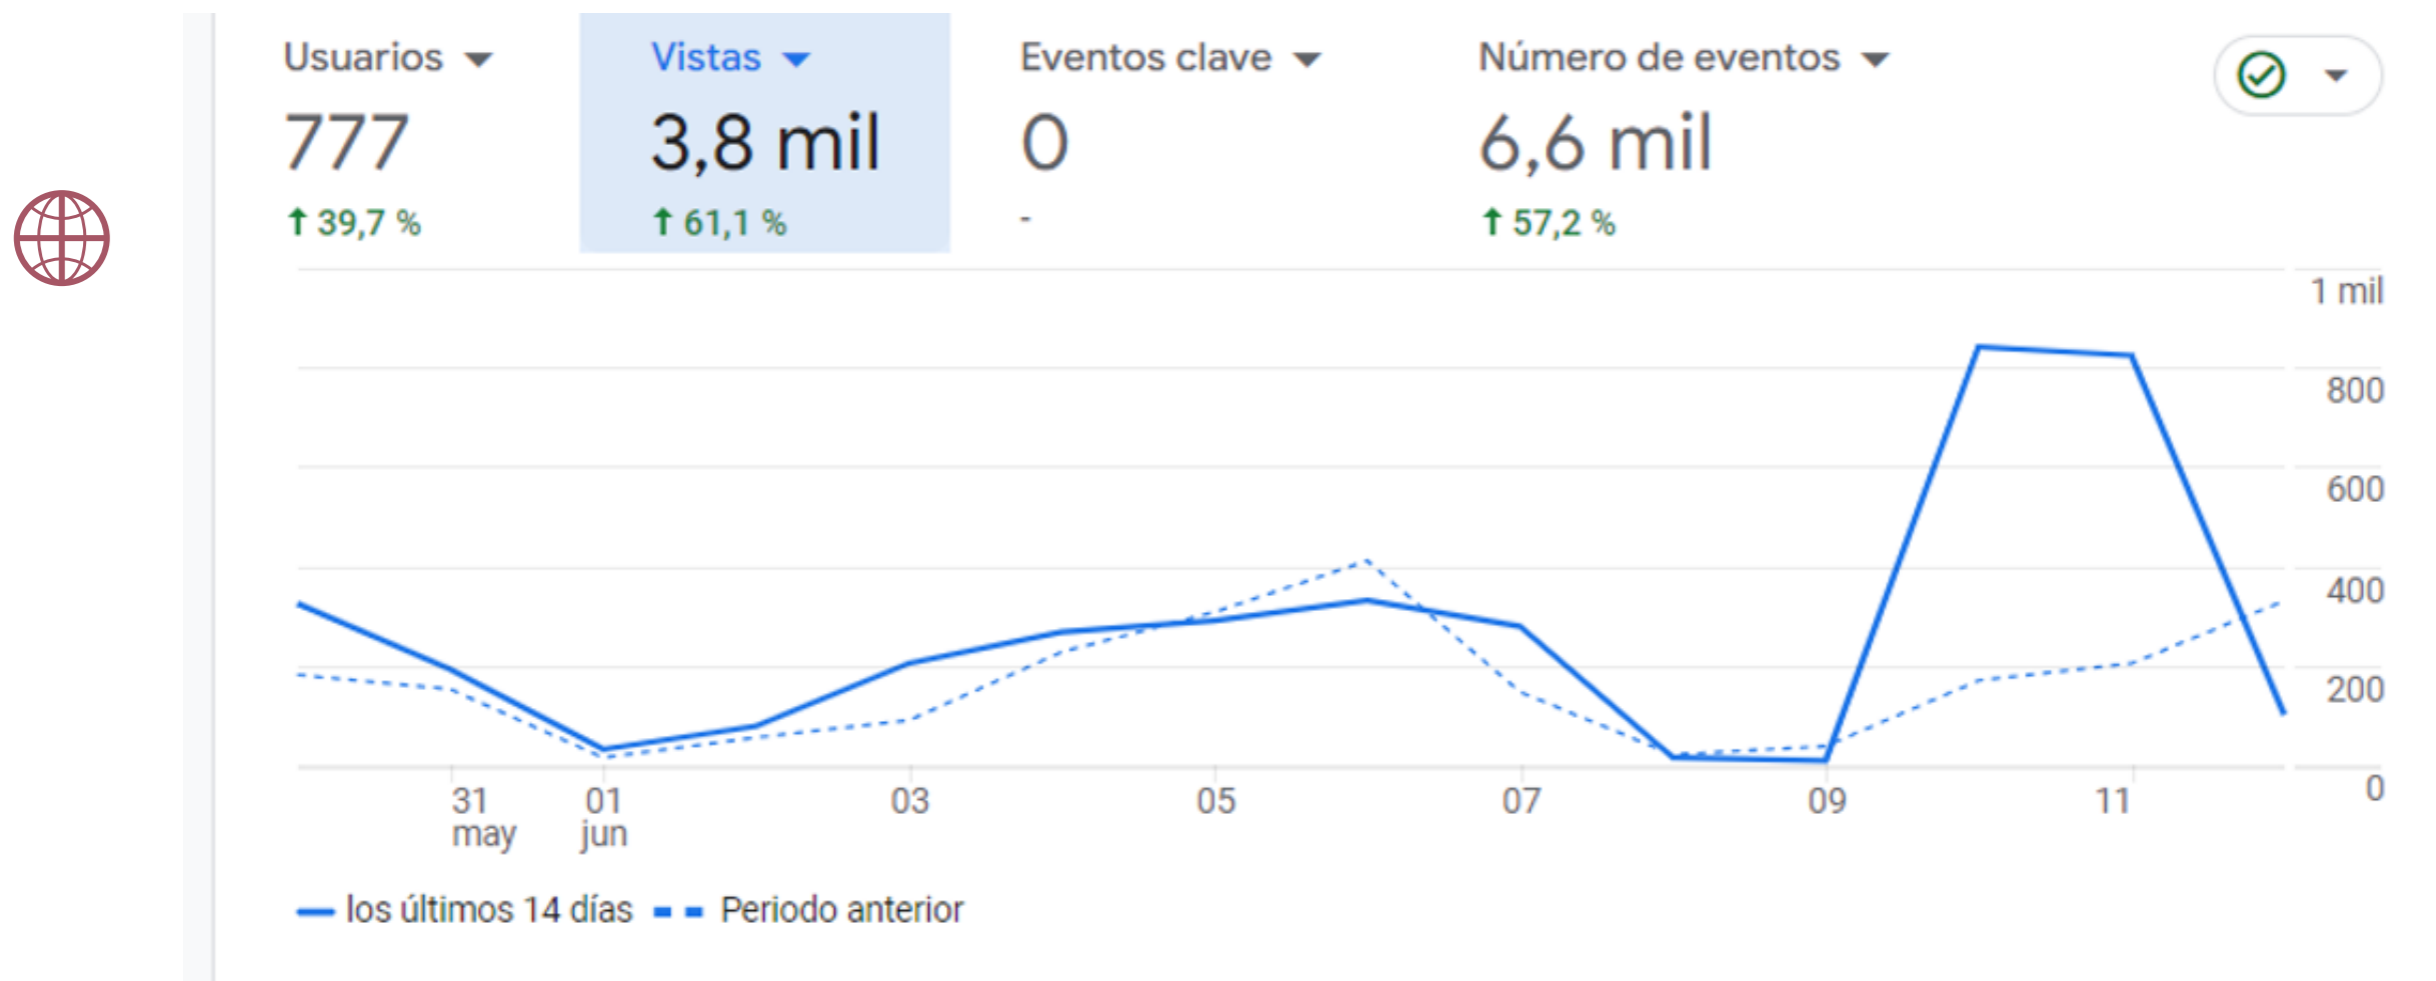 Usuarios Vistas Eventos clave Número de eventos
777 3,8 mil 0 6,6 mil
39,7 % 61,1 % - 57,2 %
1 mil
800
600
400
200
0
31 01 03 05 07 09 11
may jun
los últimos 14 días Periodo anterior